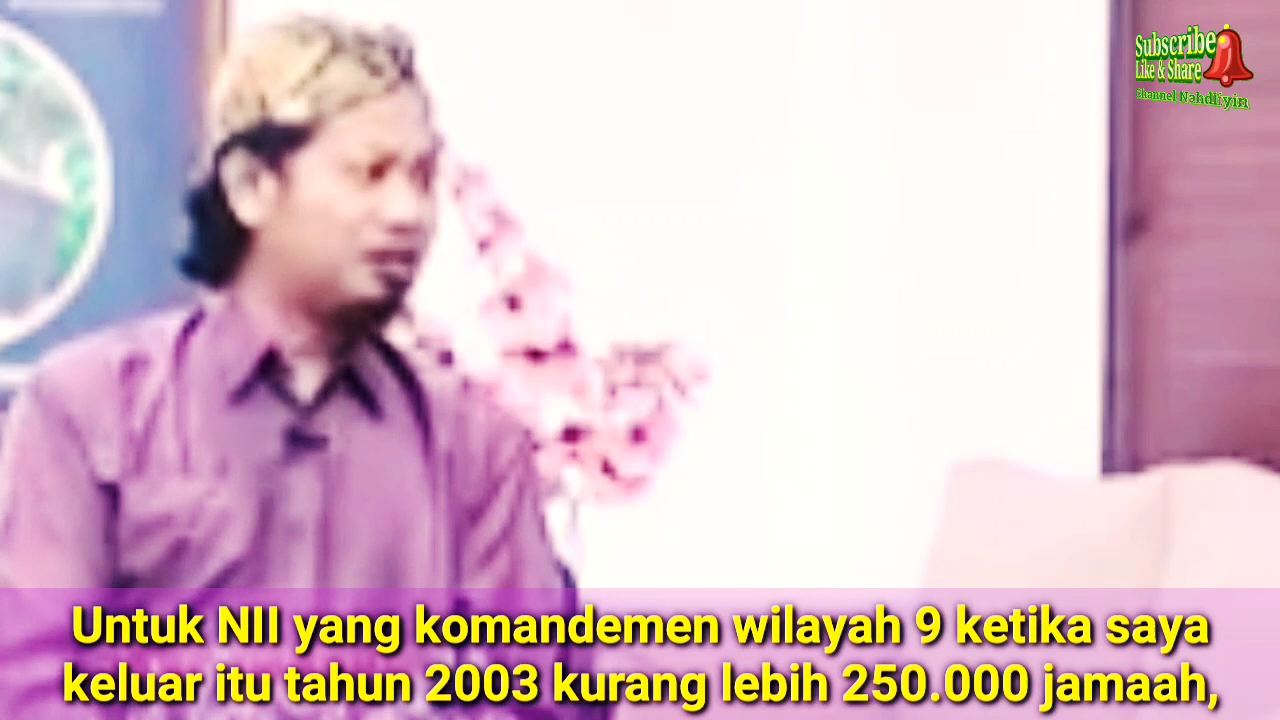 Subscribe
Like & Share
Channel Nahdliyin
Untuk NII yang komandemen wilayah 9 ketika saya
keluar itu tahun 2003 kurang lebih 250.000 jamaah,